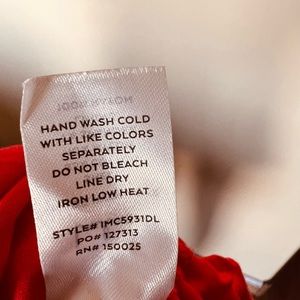 HAND WASH COLD
WITH LIKE COLORS
SEPARATELY
DO NOT BLEACH
LINE DRY
IRON LOW HEAT
STYLE# IMC5931DL
PO# 127313
RN# 150025